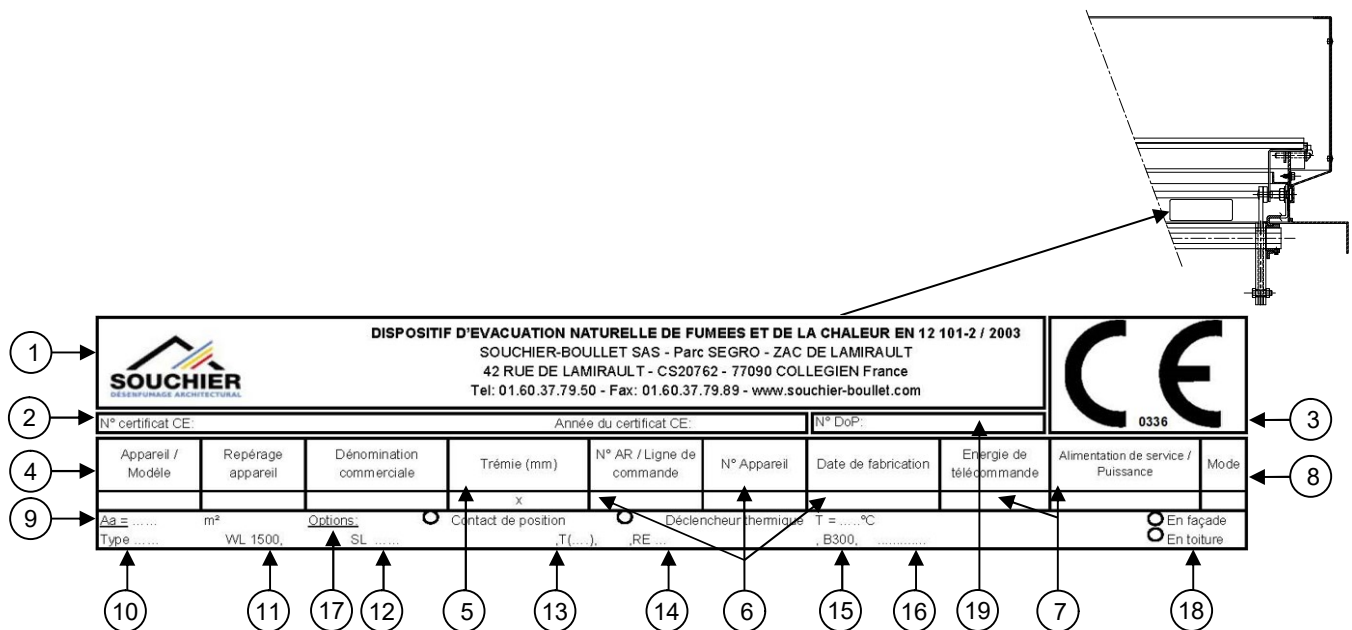 DISPOSITIF D'EVACUATION NATURELLE DE FUMEES ET DE LA CHALEUR EN 12 101-2 / 2003
SOUCHIER-BOULLET SAS - Parc SEGRO - ZAC DE LAMIRAULT
42 RUE DE LAMIRAULT - CS20762 - 77090 COLLEGIEN France
Tel: 01.60.37.79.50 - Fax: 01.60.37.79.89 - www.souchier-boullet.com
SOUCHIER
DÉSENFUMAGE ARCHITECTURAL
CE
0336
1
2
N° certificat CE:
Année du certificat CE:
N° DoP:
3
4
Appareil / Modéle
Repérage appareil
Dénomination commerciale
Trémie (mm)
N° AR / Ligne de commande
N° Appareil
Date de fabrication
Energie de télécommande
Alimentation de service / Puissance
Mode
8
x
9
Aa = ...... m² Options: Contact de position Déclencheur thermique T = .....°C En façade
Type ...... WL 1500, SL ...... ,T(....), ,RE ... , B300, ............. En toiture
10
11
17
12
5
13
14
6
15
16
19
7
18